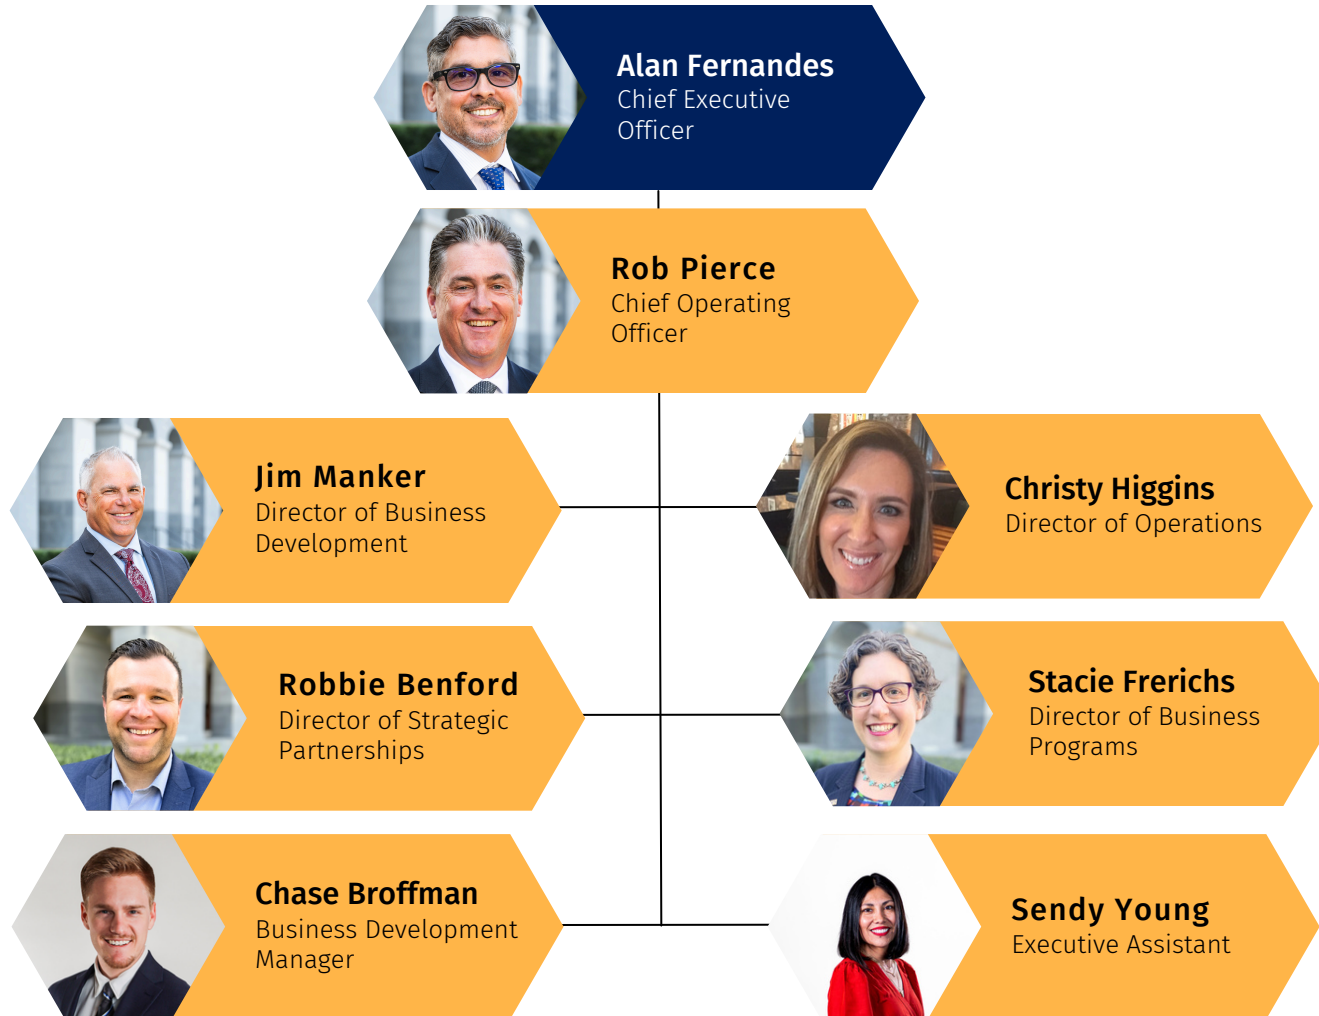 Alan Fernandes
Chief Executive
Officer
Rob Pierce
Chief Operating
Officer
Jim Manker
Director of Business
Development
Christy Higgins
Director of Operations
Robbie Benford
Director of Strategic
Partnerships
Stacie Frerichs
Director of Business
Programs
Chase Broffman
Business Development
Manager
Sendy Young
Executive Assistant